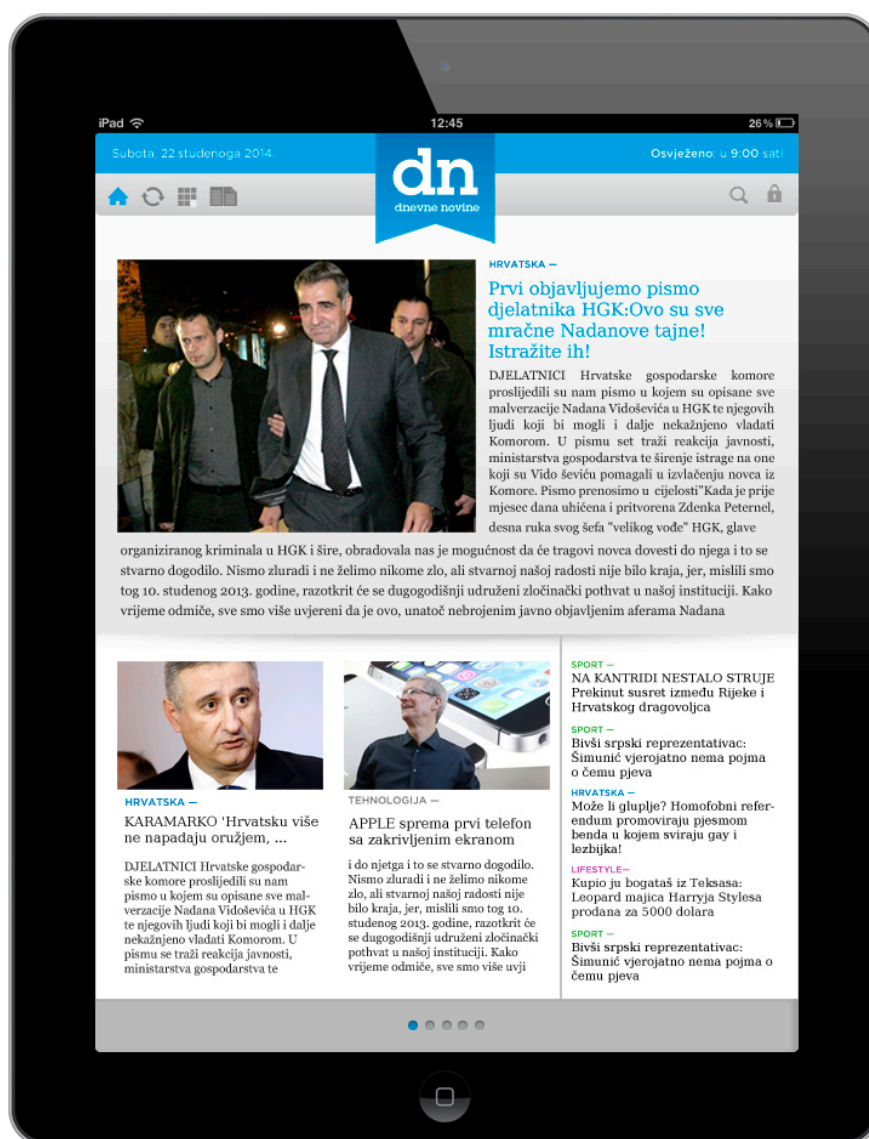 iPad
12:45
26%
Subota, 22.studenoga 2014.
dn
dnevne novine
Osvježeno: u 9:00 sati
HRVATSKA —
Prvi objavljujemo pismo
djelatnika HGK:Ovo su sve
mračne Nadanove tajne!
Istražite ih!
DJELATNICI Hrvatske gospodarske komore
proslijedili su nam pismo u kojem su opisane sve
malverzacije Nadana Vidoševića u HGK te njegovih
ljudi koji bi mogli i dalje nekažnjeno vladati
Komorom. U pismu set traži reakcija javnosti,
ministarstva gospodarstva te širenje istrage na one
koji su Vido ševiću pomagali u izvlačenju novca iz
Komore. Pismo prenosimo u cijelosti"Kada je prije
mjesec dana uhićena i pritvorena Zdenka Peternel,
desna ruka svog šefa "velikog vođe" HGK, glave
organiziranog kriminala u HGK i šire, obradovala nas je mogućnost da će tragovi novca dovesti do njega i to se
stvarno dogodilo. Nismo zluradi i ne želimo nikome zlo, ali stvarnoj našoj radosti nije bilo kraja, jer, mislili smo
tog 10. studenog 2013. godine, razotkrit će se dugogodišnji udruženi zločinački pothvat u našoj instituciji. Kako
vrijeme odmiče, sve smo više uvjereni da je ovo, unatoč nebrojenim javno objavljenim aferama Nadana
HRVATSKA —
KARAMARKO 'Hrvatsku više
ne napadaju oružjem, ...
DJELATNICI Hrvatske gospodar-
ske komore proslijedili su nam
pismo u kojem su opisane sve mal-
verzacije Nadana Vidoševića u HGK
te njegovih ljudi koji bi mogli i dalje
nekažnjeno vladati Komorom. U
pismu se traži reakcija javnosti,
ministarstva gospodarstva te
TEHNOLOGIJA —
APPLE sprema prvi telefon
sa zakrivljenim ekranom
i do njetga i to se stvarno dogodilo.
Nismo zluradi i ne želimo nikome
zlo, ali stvarnoj našoj radosti nije
bilo kraja, jer, mislili smo tog 10.
studenog 2013. godine, razotkrit će
se dugogodišnji udruženi zločinački
pothvat u našoj instituciji. Kako
vrijeme odmiče, sve smo više uvji
SPORT —
NA KANTRIDI NESTALO STRUJE
Prekinut susret između Rijeke i
Hrvatskog dragovoljca
SPORT —
Bivši srpski reprezentativac:
Šimunić vjerojatno nema pojma
o čemu pjeva
HRVATSKA —
Može li gluplje? Homofobni refer-
endum promoviraju pjesmom
benda u kojem sviraju gay i
lezbijka!
LIFESTYLE—
Kupio ju bogataš iz Teksasa:
Leopard majica Harryja Stylesa
prodana za 5000 dolara
SPORT —
Bivši srpski reprezentativac:
Šimunić vjerojatno nema pojma o
čemu pjeva